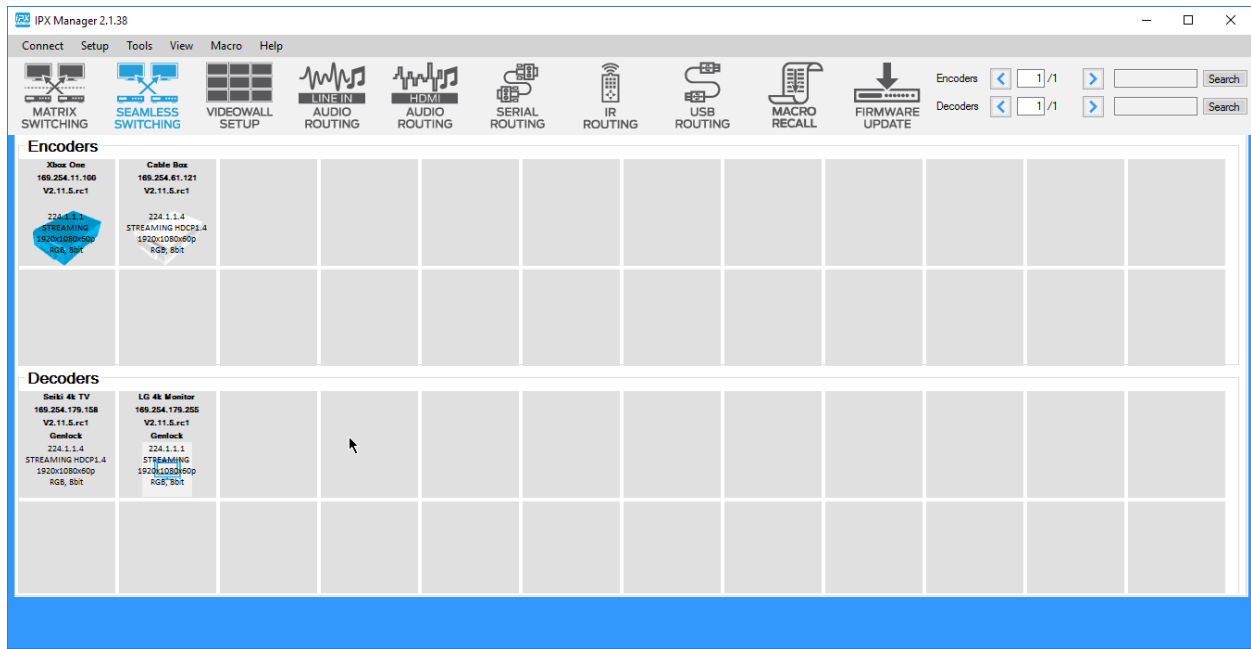 IPX Manager 2.1.38
Connect Setup Tools View Macro Help
MATRIX SWITCHING
SEAMLESS SWITCHING
VIDEOWALL SETUP
LINE IN
AUDIO ROUTING
HDMI
AUDIO ROUTING
SERIAL ROUTING
IR ROUTING
USB ROUTING
MACRO RECALL
FIRMWARE UPDATE
Encoders 1 /1 Search
Decoders 1 /1 Search
Encoders
Xbox One
169.254.11.100
V2.11.5.rc1
224.1.1.1
STREAMING
1920x1080x60p
RGB, 8bit
Cable Box
169.254.61.121
V2.11.5.rc1
224.1.1.4
STREAMING HDCP1.4
1920x1080x60p
RGB, 8bit
Decoders
Seiki 4k TV
169.254.179.158
V2.11.5.rc1
Genlock
224.1.1.4
STREAMING HDCP1.4
1920x1080x60p
RGB, 8bit
LG 4k Monitor
169.254.179.255
V2.11.5.rc1
Genlock
224.1.1.1
STREAMING
1920x1080x60p
RGB, 8bit